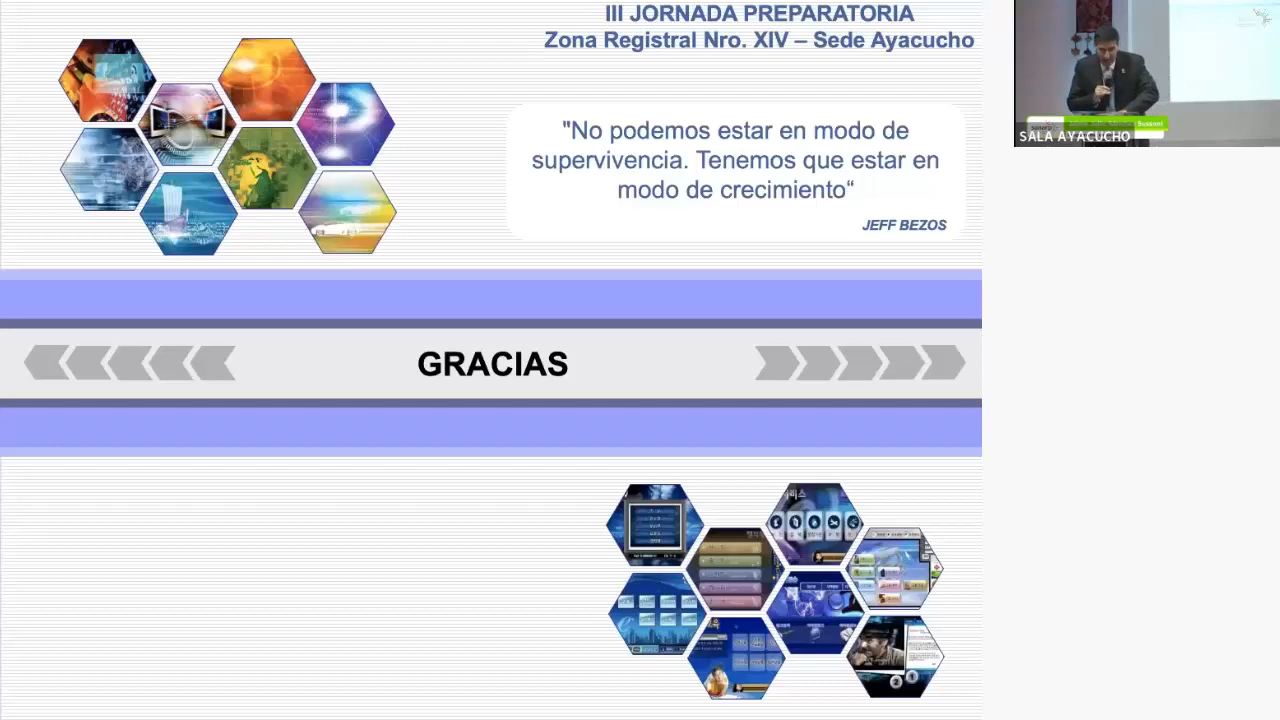 III JORNADA PREPARATORIA
Zona Registral Nro. XIV – Sede Ayacucho
"No podemos estar en modo de
supervivencia. Tenemos que estar en
modo de crecimiento“
JEFF BEZOS
SALA AYACUCHO
GRACIAS